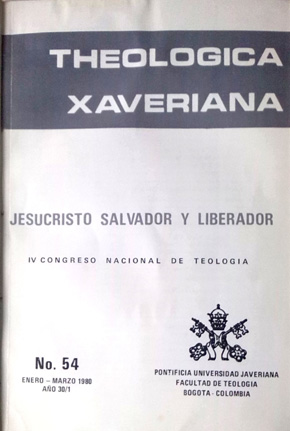 THEOLOGICA
XAVERIANA
JESUCRISTO SALVADOR Y LIBERADOR
IV CONGRESO NACIONAL DE TEOLOGIA
No. 54
ENERO – MARZO 1980
AÑO 30/1
PONTIFICIA UNIVERSIDAD JAVERIANA
FACULTAD DE TEOLOGIA
BOGOTA - COLOMBIA